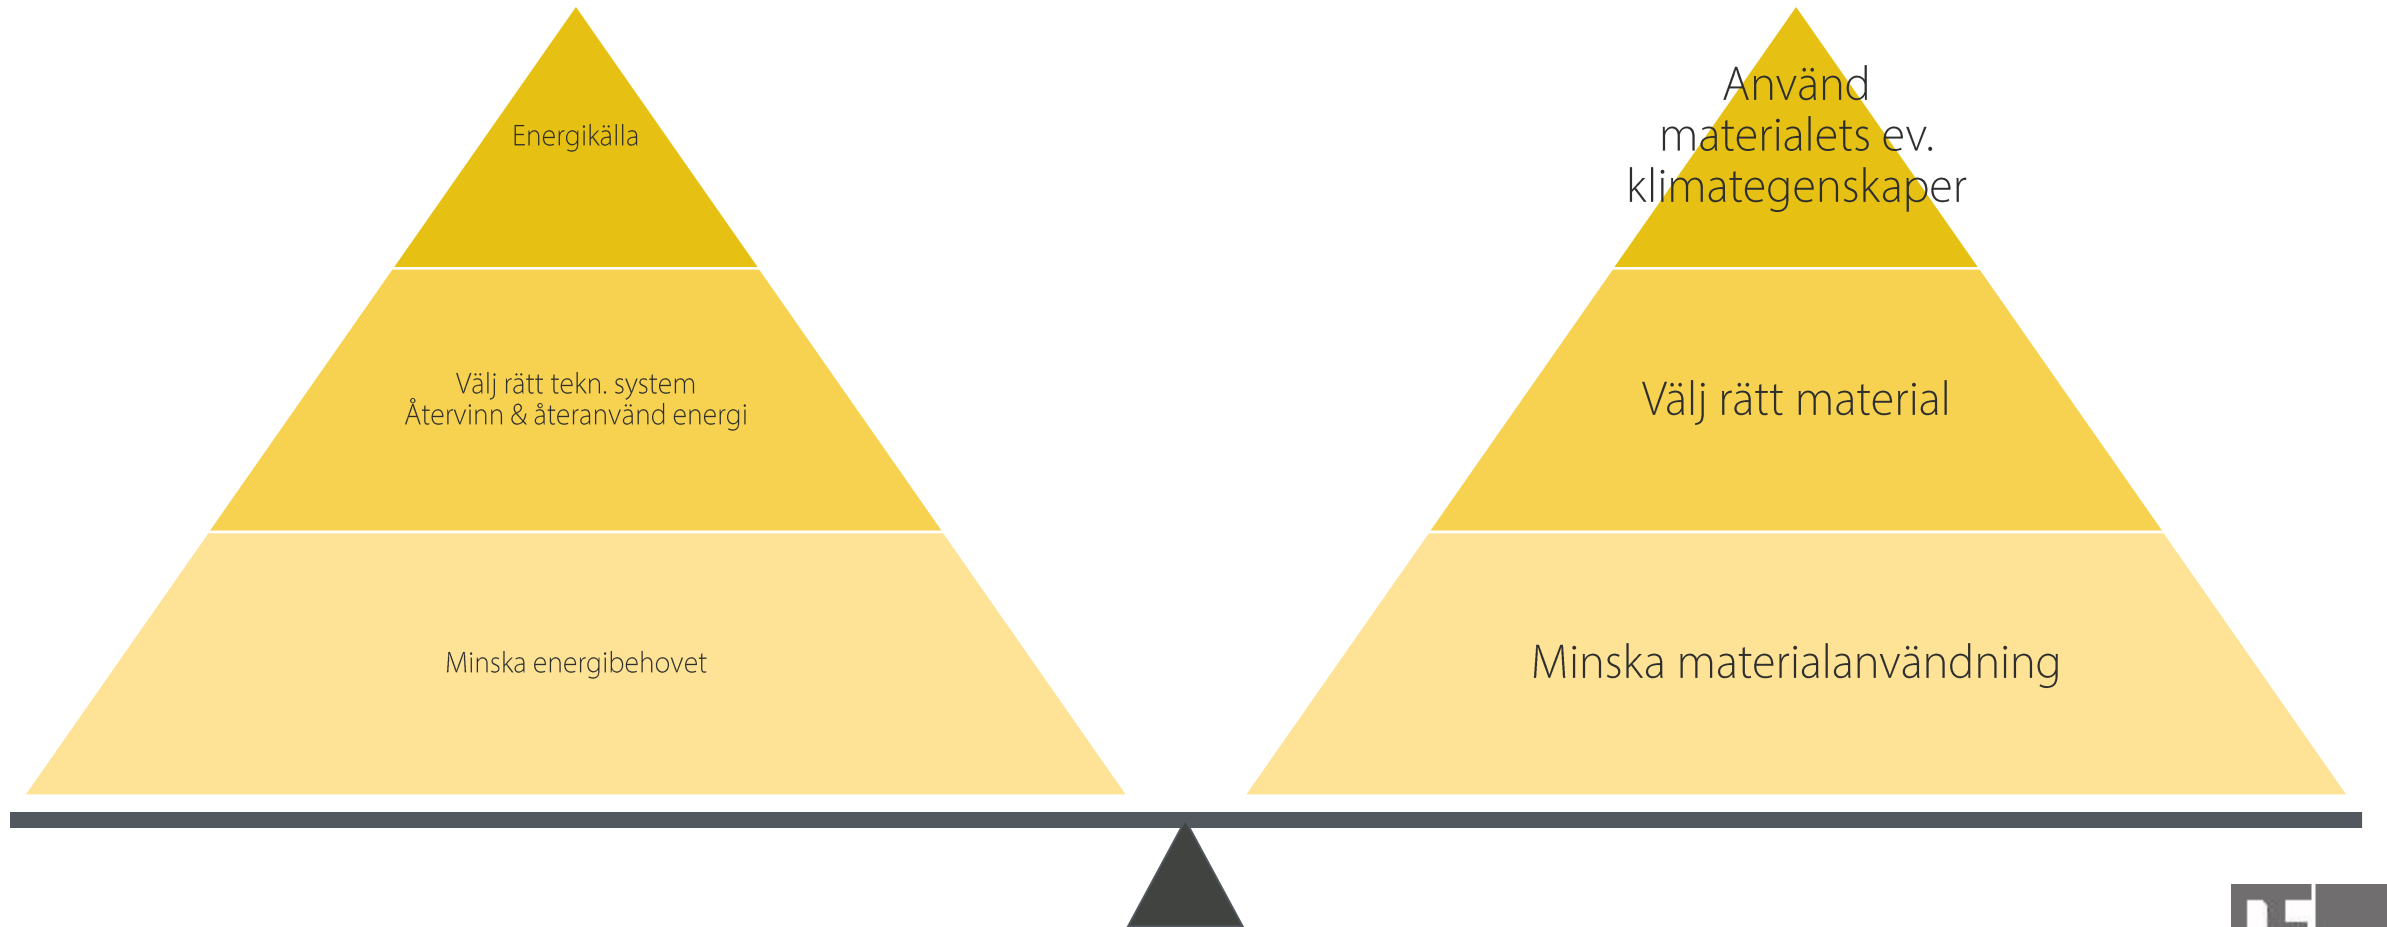 Energikälla
Välj rätt tekn. system
Återvinn & återanvänd energi
Minska energibehovet
Använd
materialets ev.
klimategenskaper
Välj rätt material
Minska materialanvändning